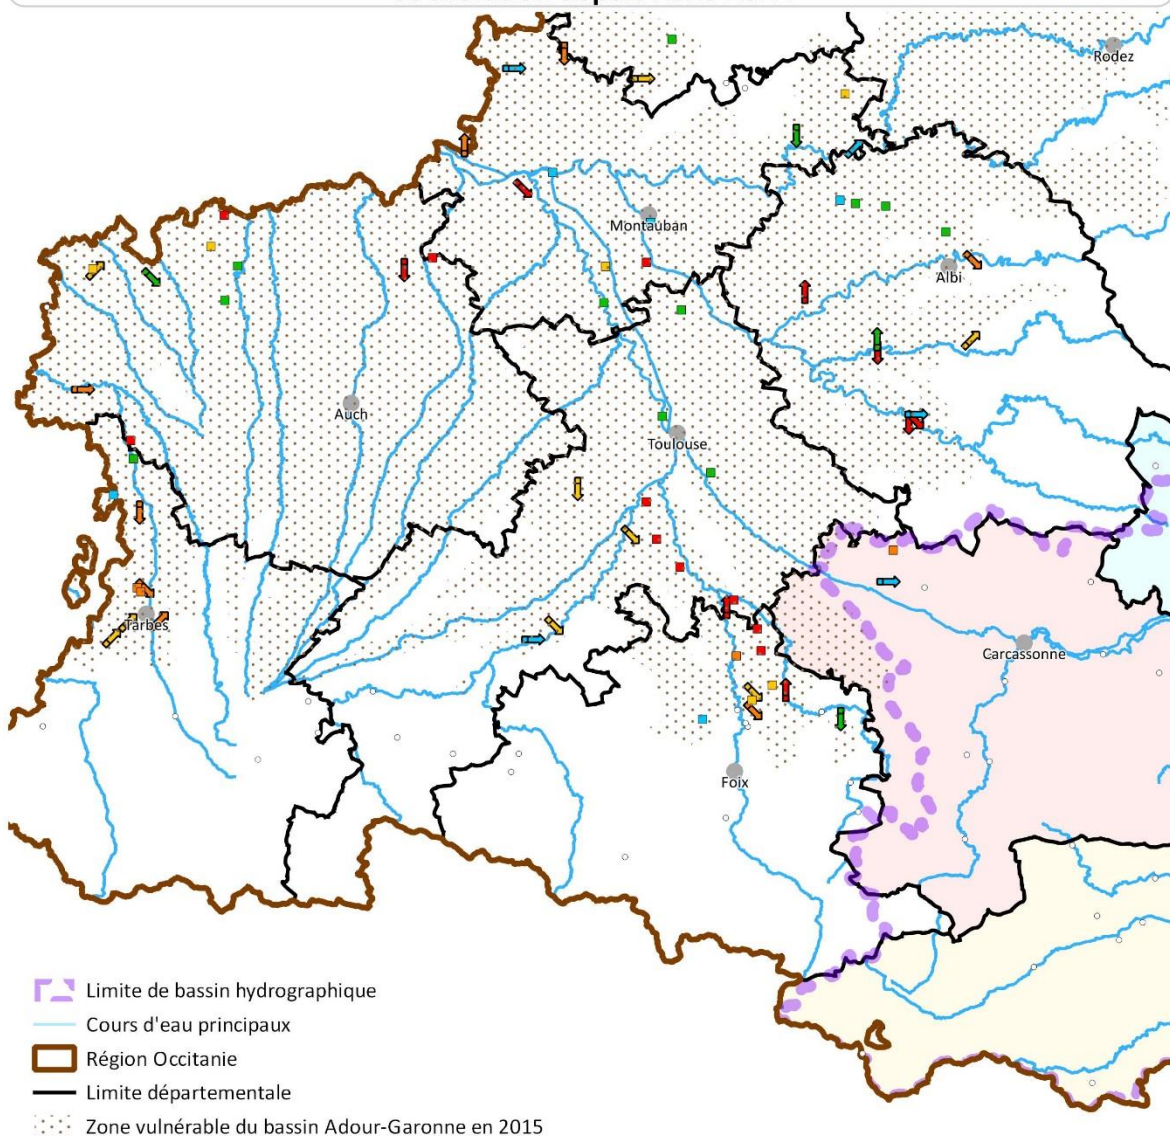 Rodez
Montauban
Albi
Auch
Toulouse
Tarbes
Carcassonne
Foix
Limite de bassin hydrographique
Cours d'eau principaux
Région Occitanie
Limite départementale
Zone vulnérable du bassin Adour-Garonne en 2015